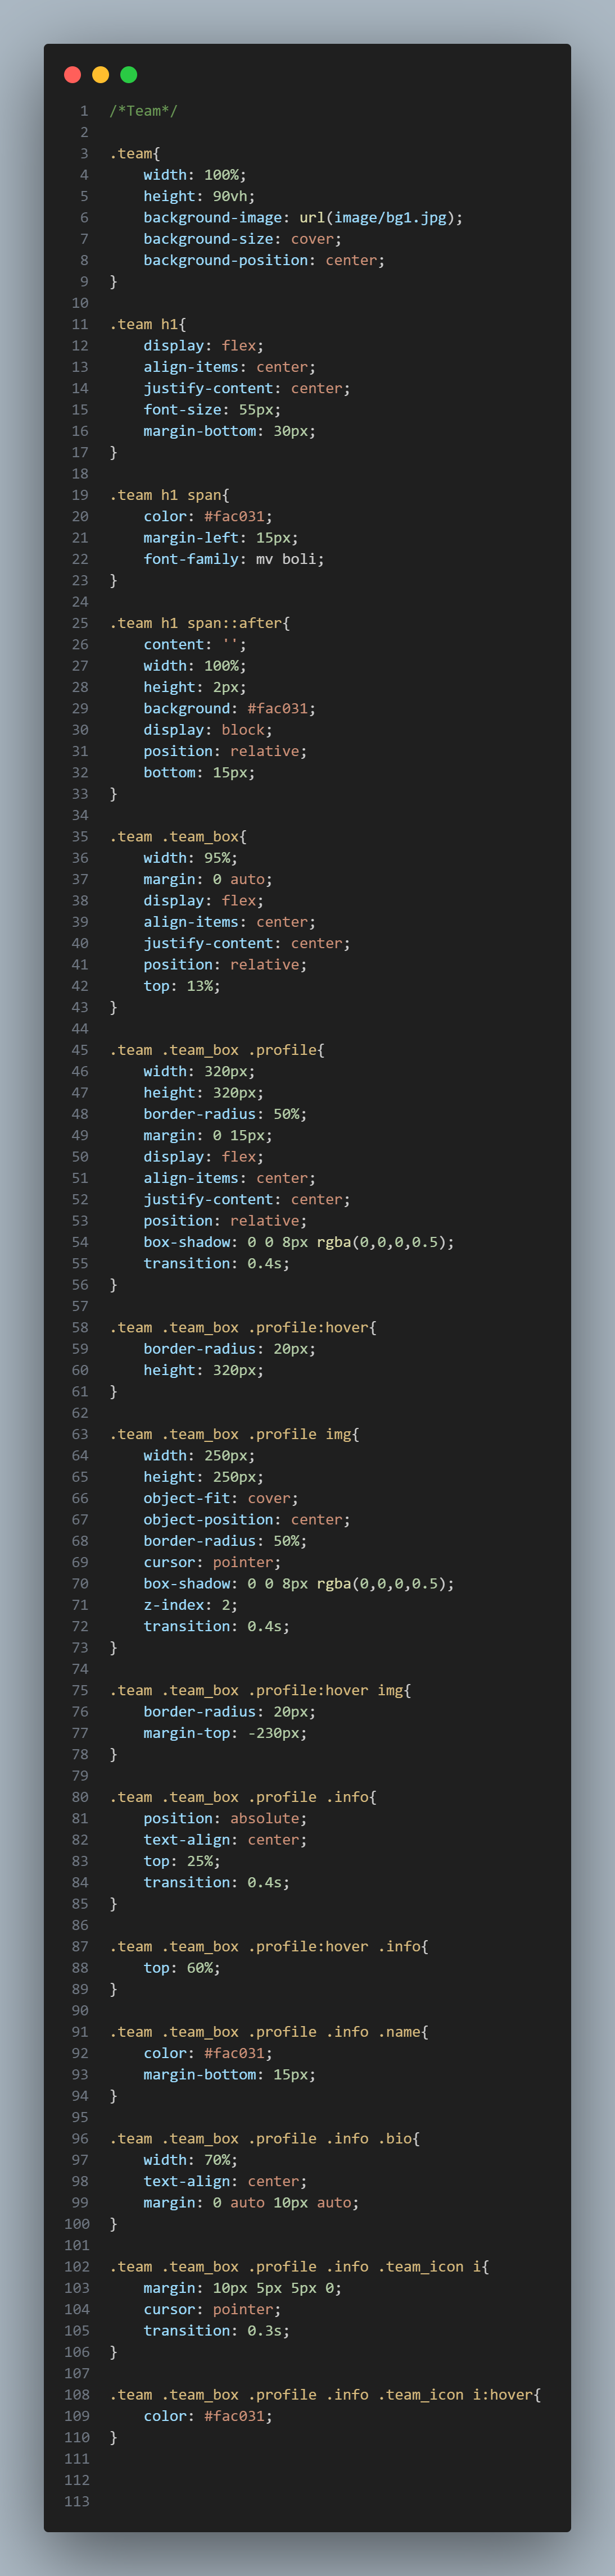 1 /*Team*/
2
3 .team{
4     width: 100%;
5     height: 90vh;
6     background-image: url(image/bg1.jpg);
7     background-size: cover;
8     background-position: center;
9 }
10
11 .team h1{
12     display: flex;
13     align-items: center;
14     justify-content: center;
15     font-size: 55px;
16     margin-bottom: 30px;
17 }
18
19 .team h1 span{
20     color: #fac031;
21     margin-left: 15px;
22     font-family: mv boli;
23 }
24
25 .team h1 span::after{
26     content: '';
27     width: 100%;
28     height: 2px;
29     background: #fac031;
30     display: block;
31     position: relative;
32     bottom: 15px;
33 }
34
35 .team .team_box{
36     width: 95%;
37     margin: 0 auto;
38     display: flex;
39     align-items: center;
40     justify-content: center;
41     position: relative;
42     top: 13%;
43 }
44
45 .team .team_box .profile{
46     width: 320px;
47     height: 320px;
48     border-radius: 50%;
49     margin: 0 15px;
50     display: flex;
51     align-items: center;
52     justify-content: center;
53     position: relative;
54     box-shadow: 0 0 8px rgba(0,0,0,0.5);
55     transition: 0.4s;
56 }
57
58 .team .team_box .profile:hover{
59     border-radius: 20px;
60     height: 320px;
61 }
62
63 .team .team_box .profile img{
64     width: 250px;
65     height: 250px;
66     object-fit: cover;
67     object-position: center;
68     border-radius: 50%;
69     cursor: pointer;
70     box-shadow: 0 0 8px rgba(0,0,0,0.5);
71     z-index: 2;
72     transition: 0.4s;
73 }
74
75 .team .team_box .profile:hover img{
76     border-radius: 20px;
77     margin-top: -230px;
78 }
79
80 .team .team_box .profile .info{
81     position: absolute;
82     text-align: center;
83     top: 25%;
84     transition: 0.4s;
85 }
86
87 .team .team_box .profile:hover .info{
88     top: 60%;
89 }
90
91 .team .team_box .profile .info .name{
92     color: #fac031;
93     margin-bottom: 15px;
94 }
95
96 .team .team_box .profile .info .bio{
97     width: 70%;
98     text-align: center;
99     margin: 0 auto 10px auto;
100 }
101
102 .team .team_box .profile .info .team_icon i{
103     margin: 10px 5px 5px 0;
104     cursor: pointer;
105     transition: 0.3s;
106 }
107
108 .team .team_box .profile .info .team_icon i:hover{
109     color: #fac031;
110 }
111
112
113